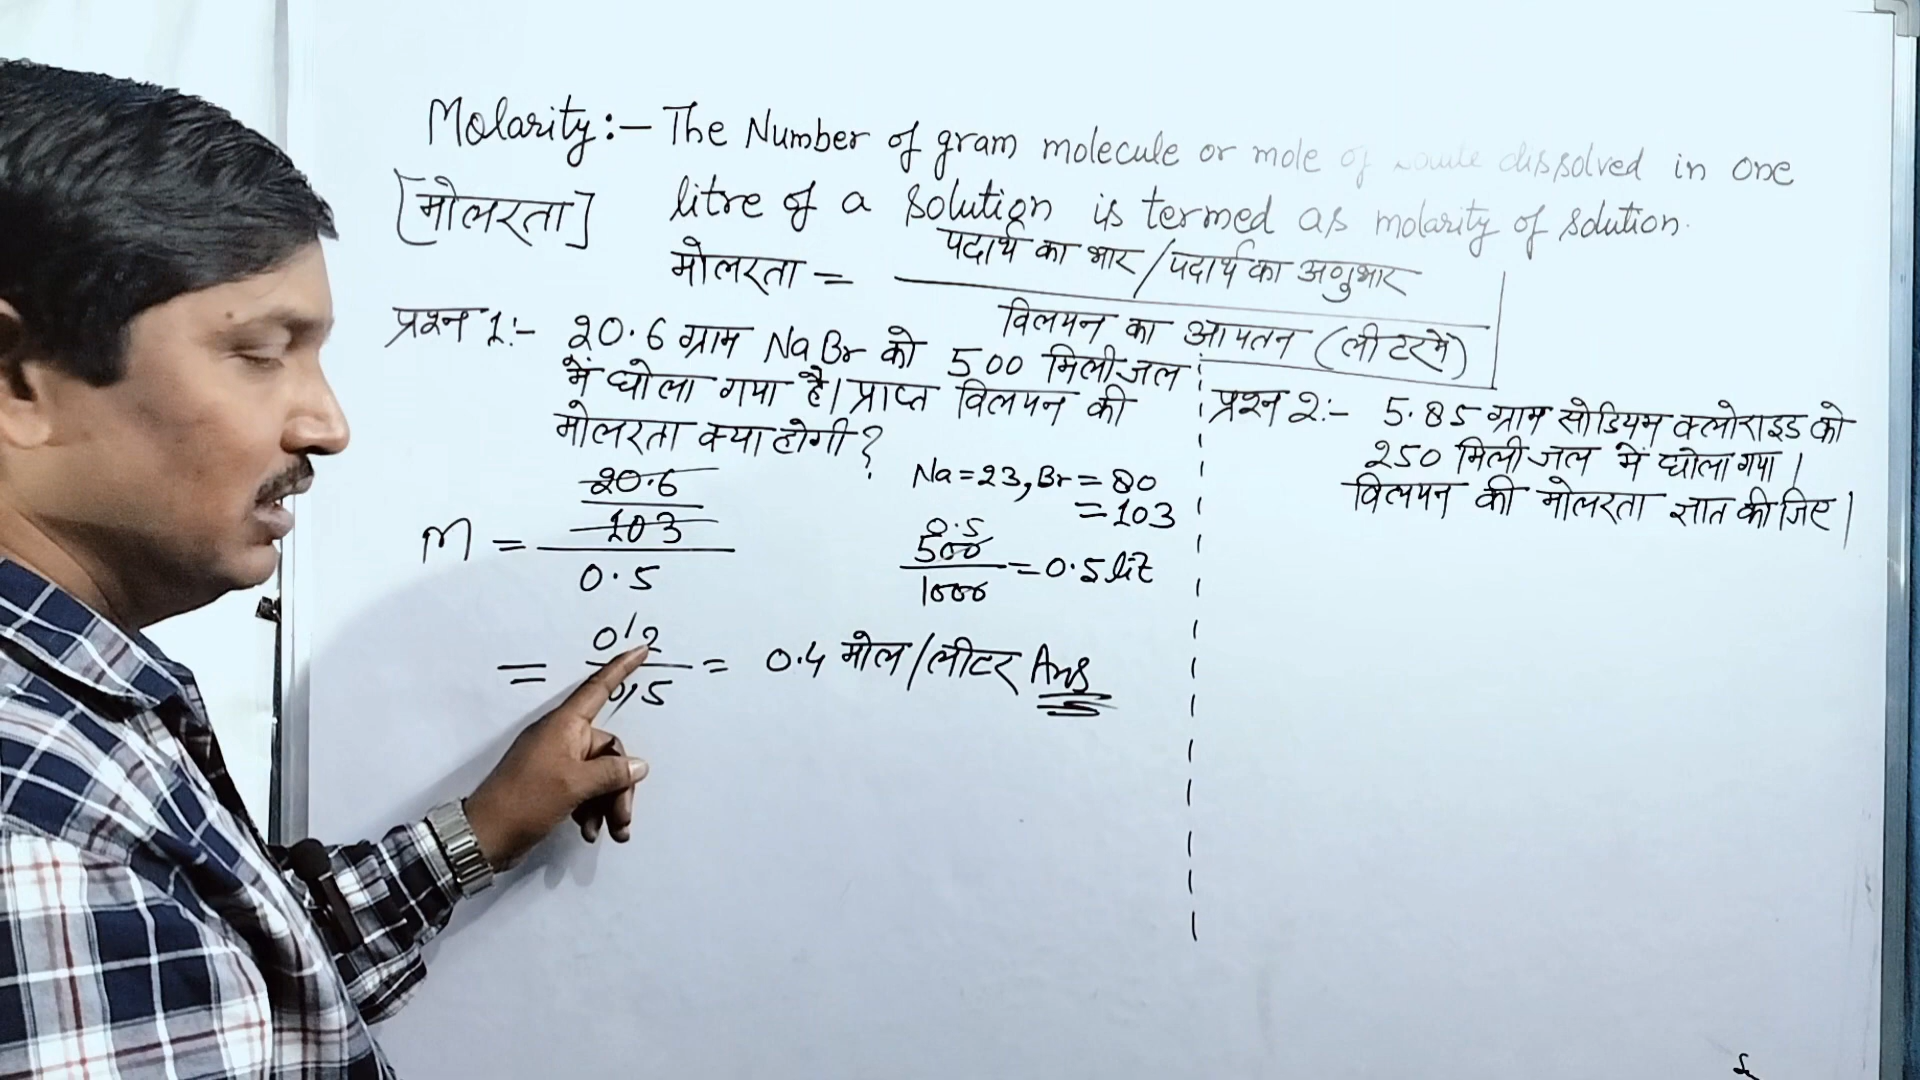 Molarity:- The Number of gram molecule or mole of solute dissolved in one
[मोलरता] litre of a solution is termed as molarity of solution.
मोलरता = पदार्थ का भार / पदार्थ का अणुभार
विलयन का आयतन (लीटर में)
प्रश्न 1:- 20.6 ग्राम NaBr को 500 मिली जल
में घोला गया है। प्राप्त विलयन की
मोलरता क्या होगी?
Na = 23, Br = 80
= 103
20.6
103
M =
0.5
0.5
500
1000
= 0.5 lit
= 0.2
0.5
= 0.4 मोल/लीटर Ans
प्रश्न 2:- 5.85 ग्राम सोडियम क्लोराइड को
250 मिली जल में घोला गया।
विलयन की मोलरता ज्ञात कीजिए।